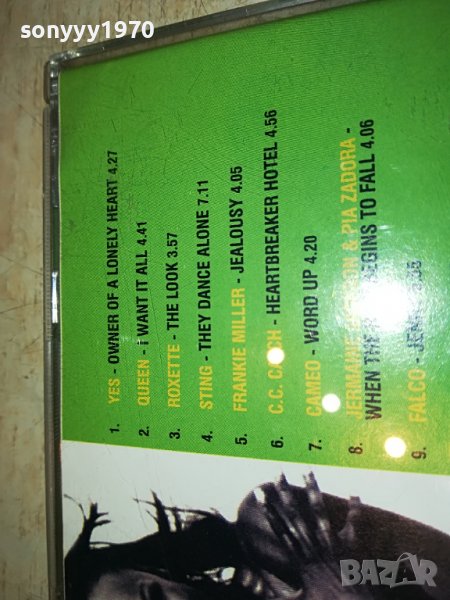 sonyyy1970
1. YES - OWNER OF A LONELY HEART 4.27
2. QUEEN - I WANT IT ALL 4.41
3. ROXETTE - THE LOOK 3.57
4. STING - THEY DANCE ALONE 7.11
5. FRANKIE MILLER - JEALOUSY 4.05
6. C.C. CATCH - HEARTBREAKER HOTEL 4.56
7. CAMEO - WORD UP 4.20
8. JERMAINE & PIA ZADORA -
WHEN THE BEGINS TO FALL 4.06
9. FALCO -
BAZAR